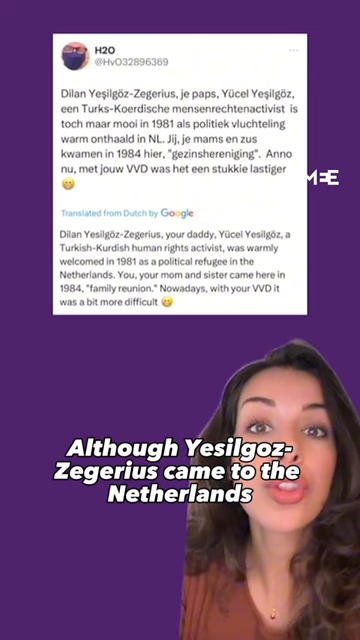 H2O
@HvO32896369
Dilan Yeşilgöz-Zegerius, je paps, Yücel Yeşilgöz,
een Turks-Koerdische mensenrechtenactivist is
toch maar mooi in 1981 als politiek vluchteling
warm onthaald in NL. Jij, je mams en zus
kwamen in 1984 hier, "gezinshereniging". Anno
nu, met jouw VVD was het een stukkie lastiger
Translated from Dutch by Google
Dilan Yesilgöz-Zegerius, your daddy, Yücel Yesilgöz, a
Turkish-Kurdish human rights activist, was warmly
welcomed in 1981 as a political refugee in the
Netherlands. You, your mom and sister came here in
1984, "family reunion." Nowadays, with your VVD it
was a bit more difficult
MEE
Although Yesilgoz-
Zegerius came to the
Netherlands